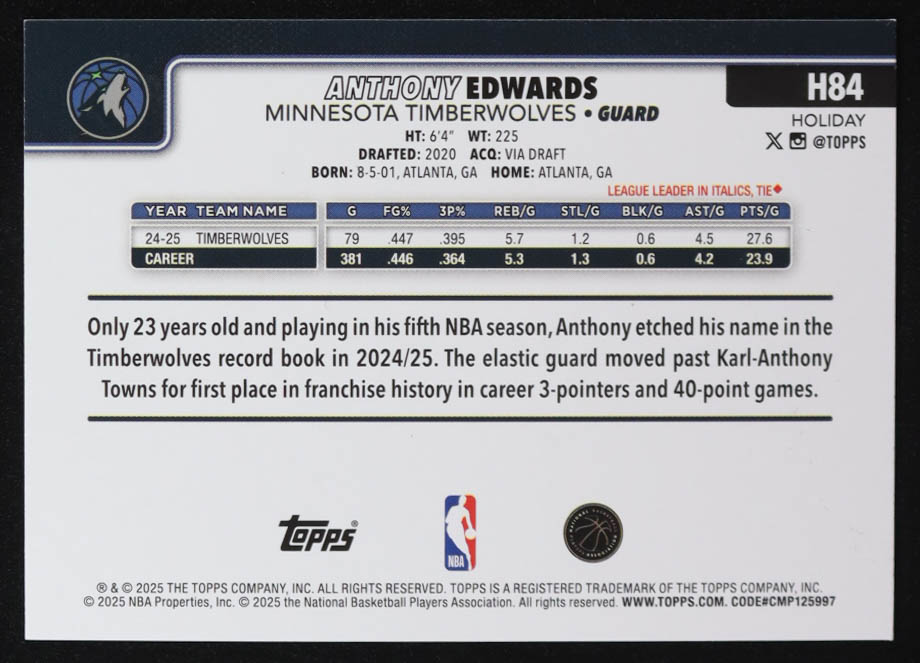 ANTHONY EDWARDS
H84
MINNESOTA TIMBERWOLVES • GUARD
HOLIDAY
@TOPPS
HT: 6'4" WT: 225
DRAFTED: 2020 ACQ: VIA DRAFT
BORN: 8-5-01, ATLANTA, GA HOME: ATLANTA, GA
LEAGUE LEADER IN ITALICS, TIE◆
YEAR TEAM NAME G FG% 3P% REB/G STL/G BLK/G AST/G PTS/G
24-25 TIMBERWOLVES 79 .447 .395 5.7 1.2 0.6 4.5 27.6
CAREER 381 .446 .364 5.3 1.3 0.6 4.2 23.9
Only 23 years old and playing in his fifth NBA season, Anthony etched his name in the
Timberwolves record book in 2024/25. The elastic guard moved past Karl-Anthony
Towns for first place in franchise history in career 3-pointers and 40-point games.
Topps®
NBA
® & © 2025 THE TOPPS COMPANY, INC. ALL RIGHTS RESERVED. TOPPS IS A REGISTERED TRADEMARK OF THE TOPPS COMPANY, INC.
© 2025 NBA Properties, Inc. © 2025 the National Basketball Players Association. All rights reserved. WWW.TOPPS.COM. CODE#CMP125997